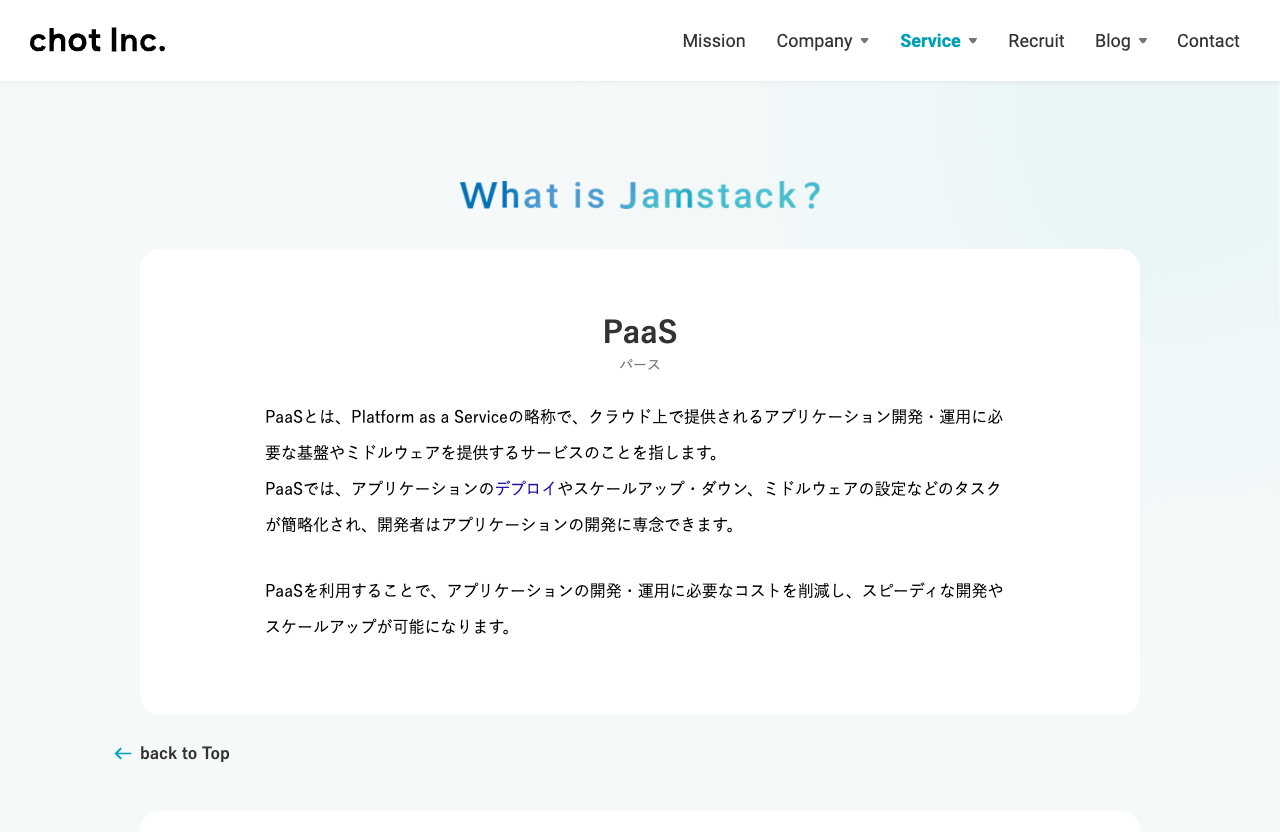 chot Inc.
Mission Company Service Recruit Blog Contact
What is Jamstack?
PaaS
パース
PaaSとは、Platform as a Serviceの略称で、クラウド上で提供されるアプリケーション開発・運用に必
要な基盤やミドルウェアを提供するサービスのことを指します。
PaaSでは、アプリケーションのデプロイやスケールアップ・ダウン、ミドルウェアの設定などのタスク
が簡略化され、開発者はアプリケーションの開発に専念できます。
PaaSを利用することで、アプリケーションの開発・運用に必要なコストを削減し、スピーディな開発や
スケールアップが可能になります。
← back to Top